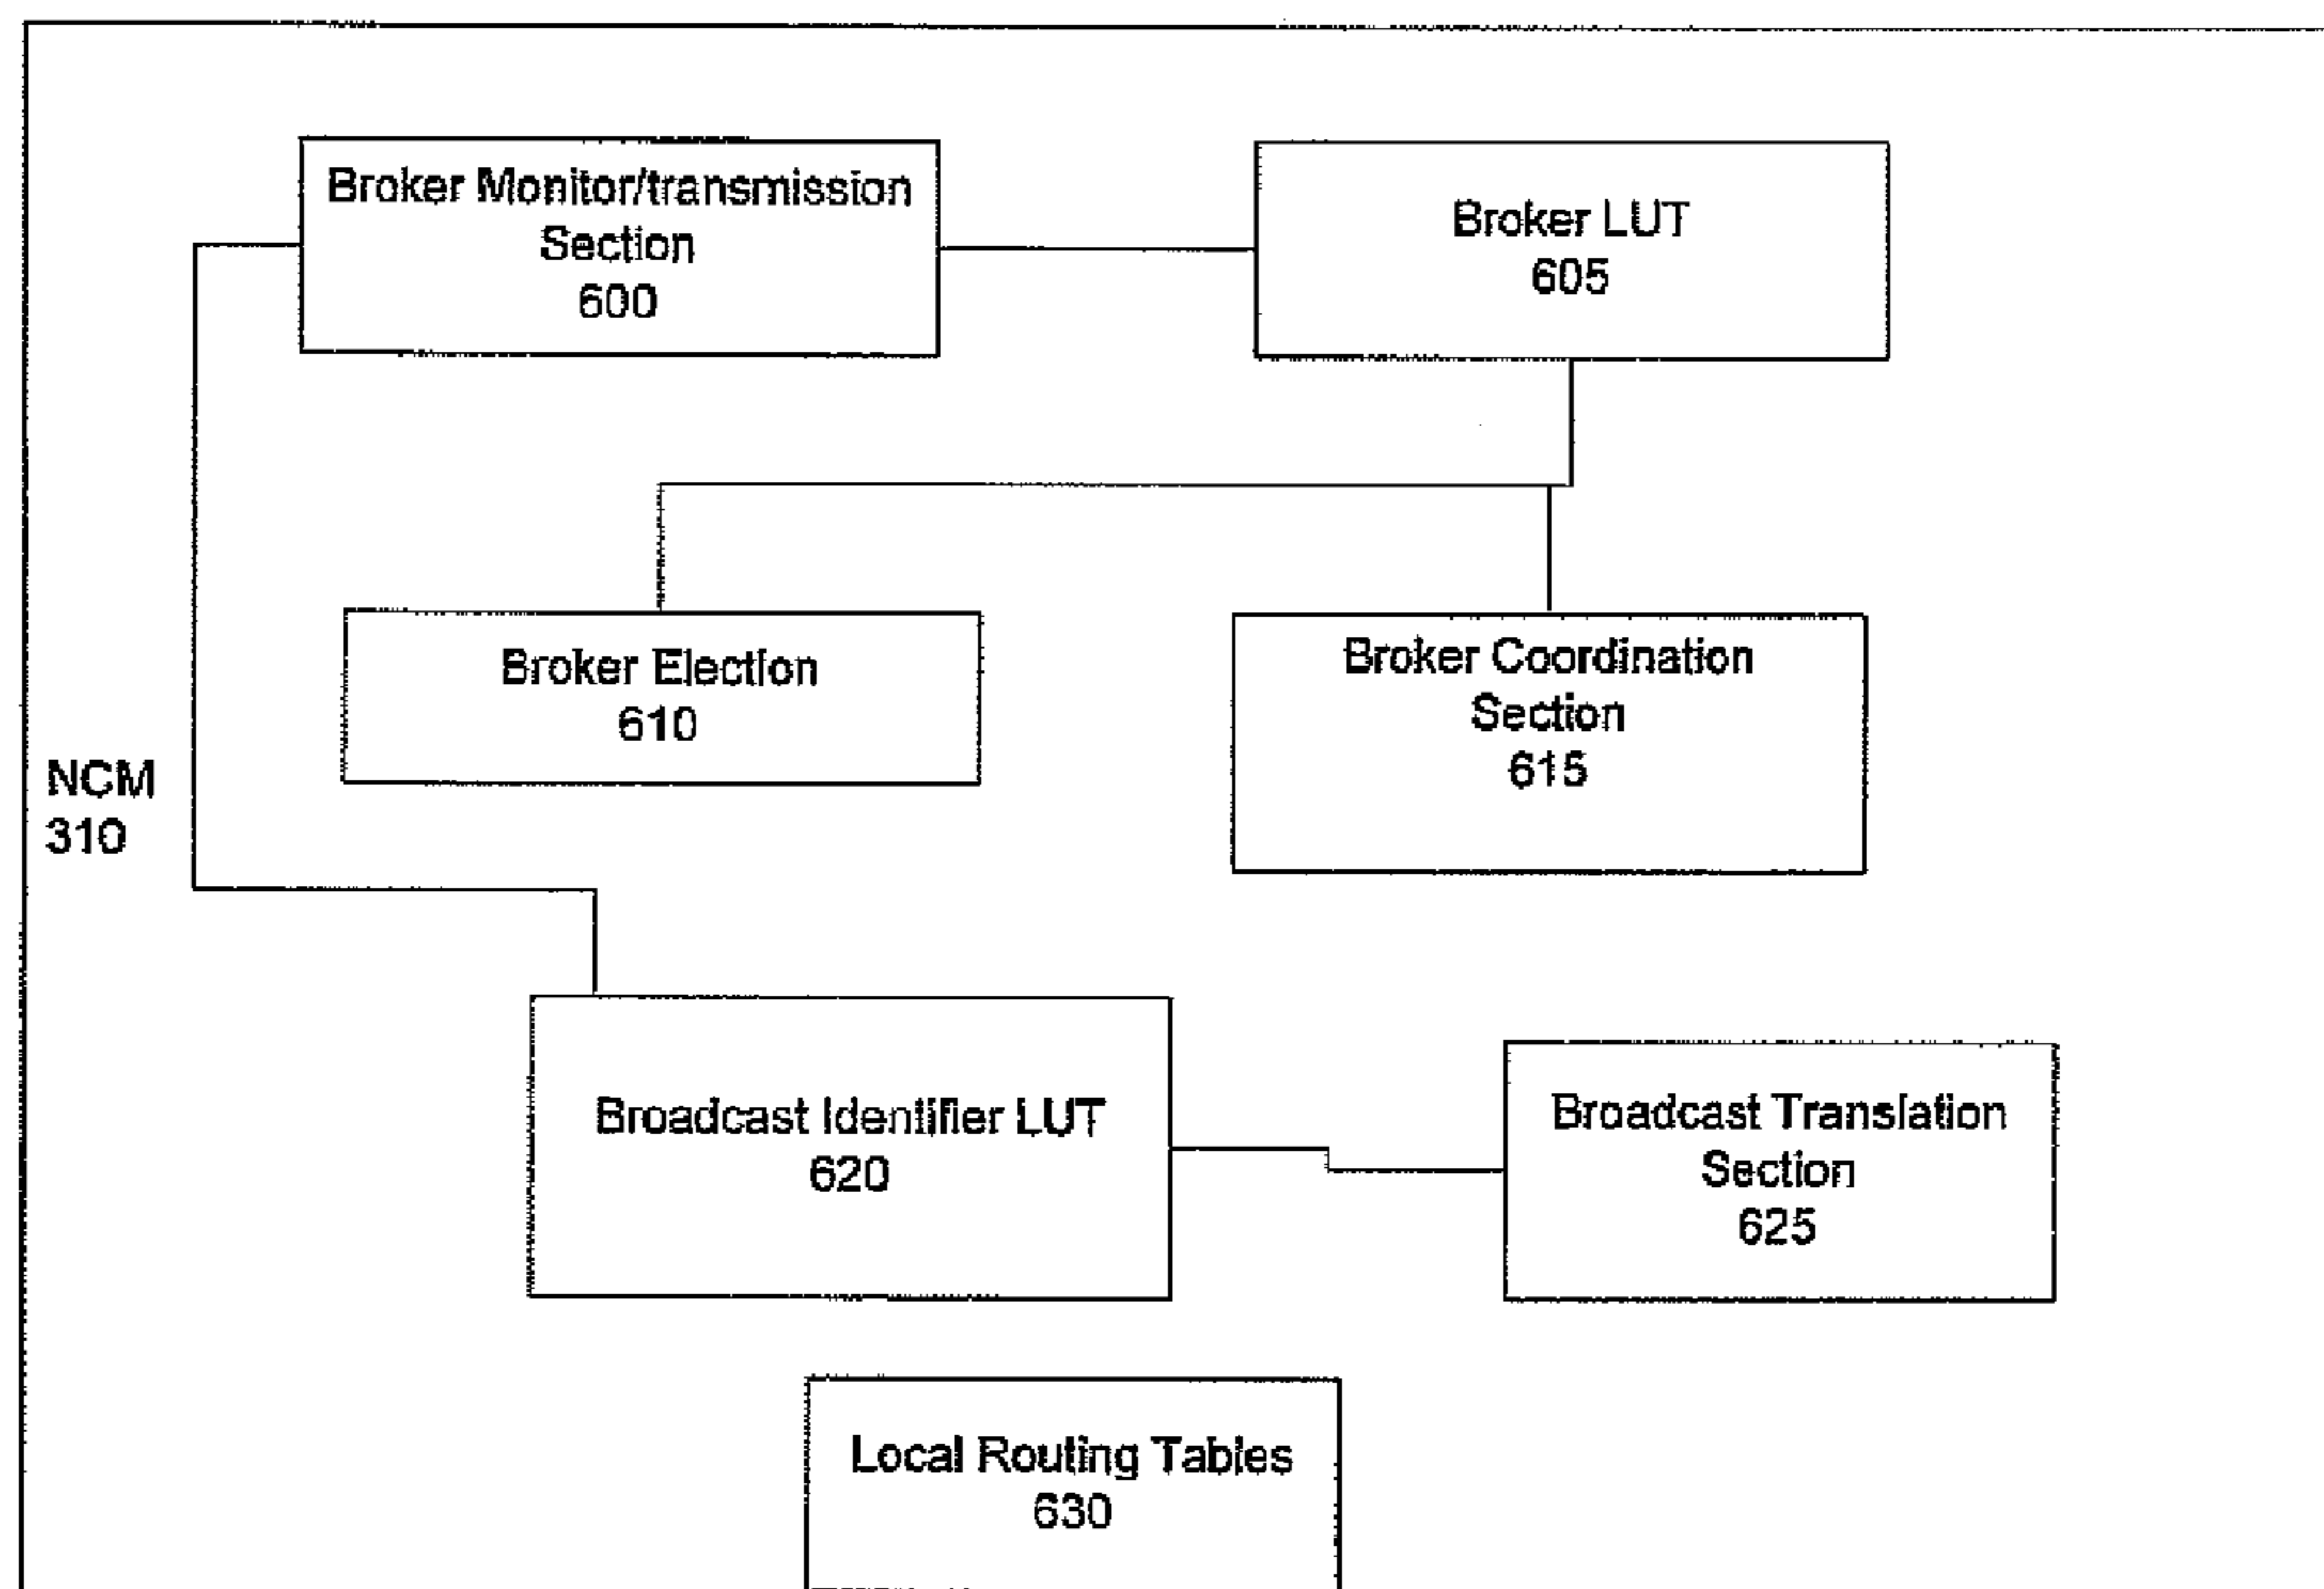 Broker Monitor/transmission
Section
600
Broker LUT
605
Broker Election
610
Broker Coordination
Section
615
NCM
310
Broadcast Identifier LUT
620
Broadcast Translation
Section
625
Local Routing Tables
630